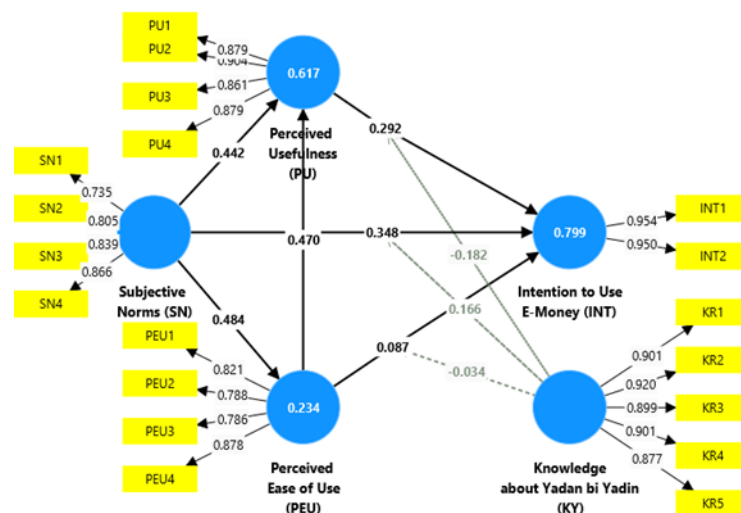 PU1
PU2
PU3
PU4
0.879
0.904
0.861
0.879
0.617
Perceived
Usefulness
(PU)
0.442
0.292
SN1
SN2
SN3
SN4
0.735
0.805
0.839
0.866
Subjective
Norms (SN)
0.470
0.348
-0.182
0.799
0.954
0.950
INT1
INT2
Intention to Use
E-Money (INT)
0.484
0.166
0.087
-0.034
PEU1
PEU2
PEU3
PEU4
0.821
0.788
0.786
0.878
0.234
Perceived
Ease of Use
(PEU)
KR1
KR2
KR3
KR4
KR5
0.901
0.920
0.899
0.901
0.877
Knowledge
about Yadan bi Yadin
(KY)